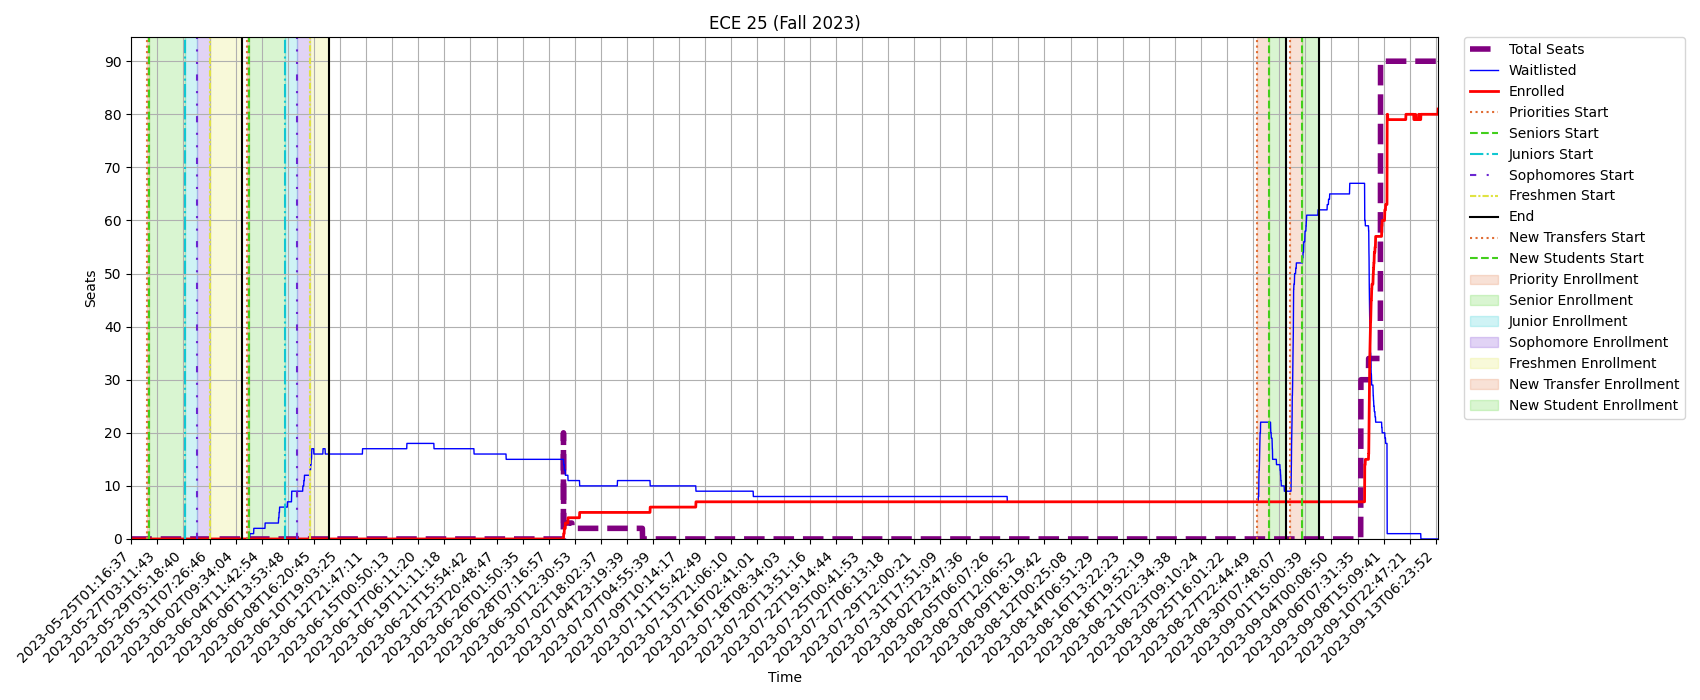 ECE 25 (Fall 2023)
Seats
90
80
70
60
50
40
30
20
10
0
2023-05-25T01:16:37
2023-05-27T03:11:43
2023-05-29T05:18:40
2023-05-31T07:26:46
2023-06-02T09:34:04
2023-06-04T11:42:54
2023-06-06T13:53:48
2023-06-08T16:20:45
2023-06-10T19:03:25
2023-06-12T21:47:11
2023-06-15T00:50:13
2023-06-17T06:11:20
2023-06-19T11:11:18
2023-06-21T15:54:42
2023-06-23T20:48:47
2023-06-26T01:50:35
2023-06-28T07:16:57
2023-06-30T12:30:53
2023-07-02T18:02:37
2023-07-04T23:19:39
2023-07-07T04:55:39
2023-07-09T10:14:17
2023-07-11T15:42:49
2023-07-13T21:06:10
2023-07-16T02:41:01
2023-07-18T08:34:03
2023-07-20T13:51:16
2023-07-22T19:14:44
2023-07-25T00:41:53
2023-07-27T06:13:18
2023-07-29T12:00:21
2023-07-31T17:51:09
2023-08-02T23:47:36
2023-08-05T06:07:26
2023-08-07T12:06:52
2023-08-09T18:19:42
2023-08-12T00:25:08
2023-08-14T06:51:29
2023-08-16T13:22:23
2023-08-18T19:52:19
2023-08-21T02:34:38
2023-08-23T09:10:24
2023-08-25T16:01:22
2023-08-27T22:44:49
2023-08-30T07:48:07
2023-09-01T15:00:39
2023-09-04T00:08:50
2023-09-06T07:31:35
2023-09-08T15:09:41
2023-09-10T22:47:21
2023-09-13T06:23:52
Time
Total Seats
Waitlisted
Enrolled
Priorities Start
Seniors Start
Juniors Start
Sophomores Start
Freshmen Start
End
New Transfers Start
New Students Start
Priority Enrollment
Senior Enrollment
Junior Enrollment
Sophomore Enrollment
Freshmen Enrollment
New Transfer Enrollment
New Student Enrollment